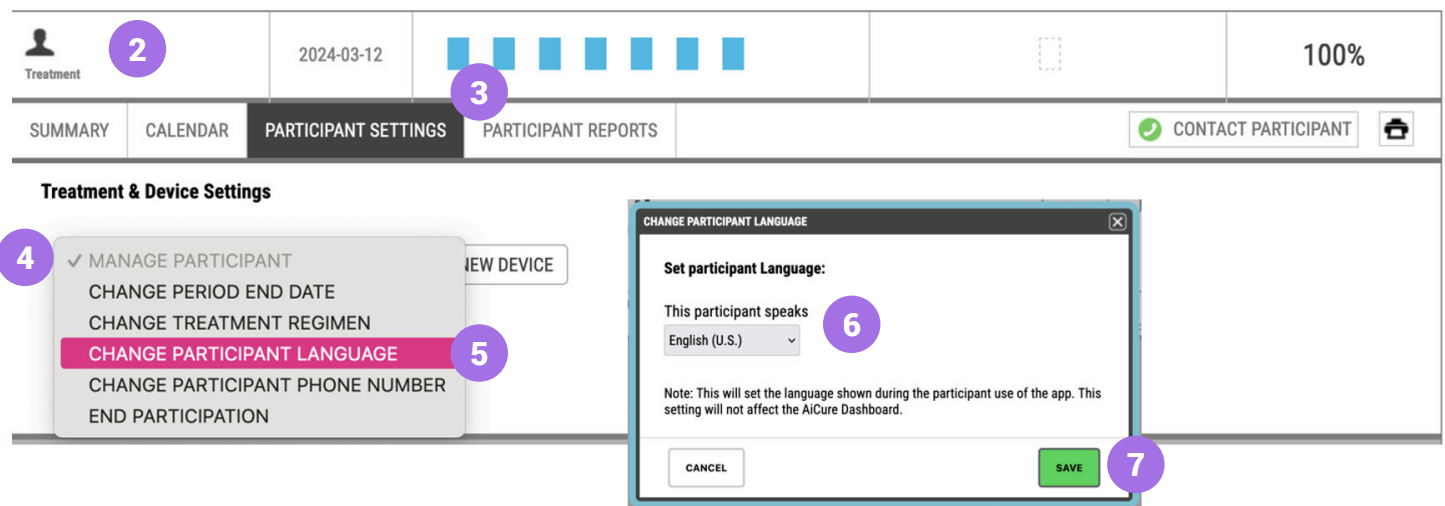 2
Treatment
2024-03-12
100%
3
SUMMARY
CALENDAR
PARTICIPANT SETTINGS
PARTICIPANT REPORTS
CONTACT PARTICIPANT
Treatment & Device Settings
4
✓ MANAGE PARTICIPANT
NEW DEVICE
CHANGE PERIOD END DATE
CHANGE TREATMENT REGIMEN
CHANGE PARTICIPANT LANGUAGE
5
CHANGE PARTICIPANT PHONE NUMBER
END PARTICIPATION
CHANGE PARTICIPANT LANGUAGE
Set participant Language:
This participant speaks
6
English (U.S.)
Note: This will set the language shown during the participant use of the app. This
setting will not affect the AiCure Dashboard.
CANCEL
SAVE
7